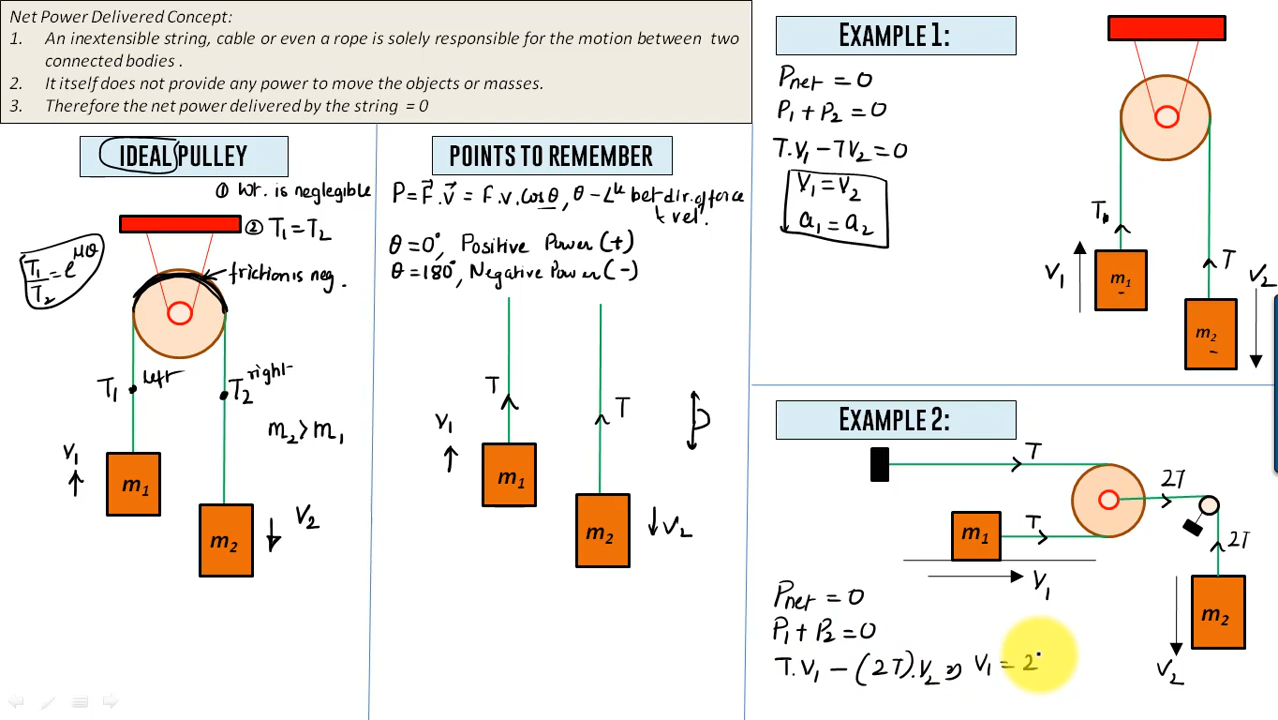 Net Power Delivered Concept:
1. An inextensible string, cable or even a rope is solely responsible for the motion between two
connected bodies .
2. It itself does not provide any power to move the objects or masses.
3. Therefore the net power delivered by the string = 0
IDEAL PULLEY
① Wt. is neglegible
② T₁=T₂
T₁/T₂ = e^μθ
friction is neg.
T₁ left
T₂ right
m₂ > m₁
V₁
m₁
V₂
m₂
POINTS TO REMEMBER
P = F⃗.V⃗ = F.V.Cosθ, θ - Lᵘ bet dir. of force
& vel.
θ = 0°, Positive Power (+)
θ = 180°, Negative Power (-)
T
T
V₁
m₁
m₂
V₂
EXAMPLE 1:
Pnet = 0
P₁ + P₂ = 0
T.V₁ - TV₂ = 0
V₁ = V₂
a₁ = a₂
T
T
V₁
m₁
V₂
m₂
EXAMPLE 2:
T
2T
m₁
T
2T
V₁
m₂
V₂
Pnet = 0
P₁ + P₂ = 0
T.V₁ - (2T).V₂ ⇒ V₁ = 2